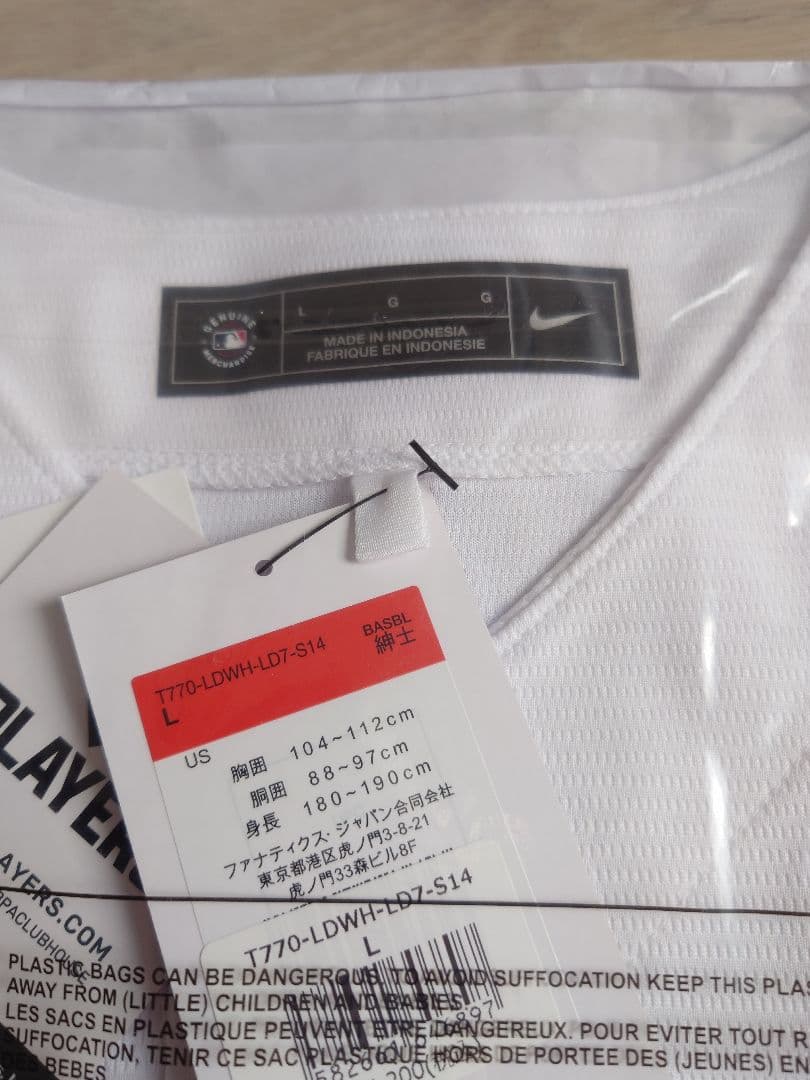 GENUINE
MERCHANDISE
L G G
MADE IN INDONESIA
FABRIQUE EN INDONESIE
T770-LDWH-LD7-S14 BASBL
L 紳士
US
胸囲 104~112cm
胴囲 88~97cm
身長 180~190cm
ファナティクス・ジャパン合同会社
東京都港区虎ノ門3-8-21
虎ノ門33森ビル8F
T770-LDWH-LD7-S14
L
PLAYERS
AYERS.COM
PACLUBHOUSE
PLASTIC BAGS CAN BE DANGEROUS. TO AVOID SUFFOCATION KEEP THIS PLAS
AWAY FROM (LITTLE) CHILDREN AND BABIES.
LES SACS EN PLASTIQUE PEUVENT ETRE DANGEREUX. POUR EVITER TOUT R
SUFFOCATION, TENIR CE SAC PLASTIQUE HORS DE PORTEE DES (JEUNES) EN
DES BEBES